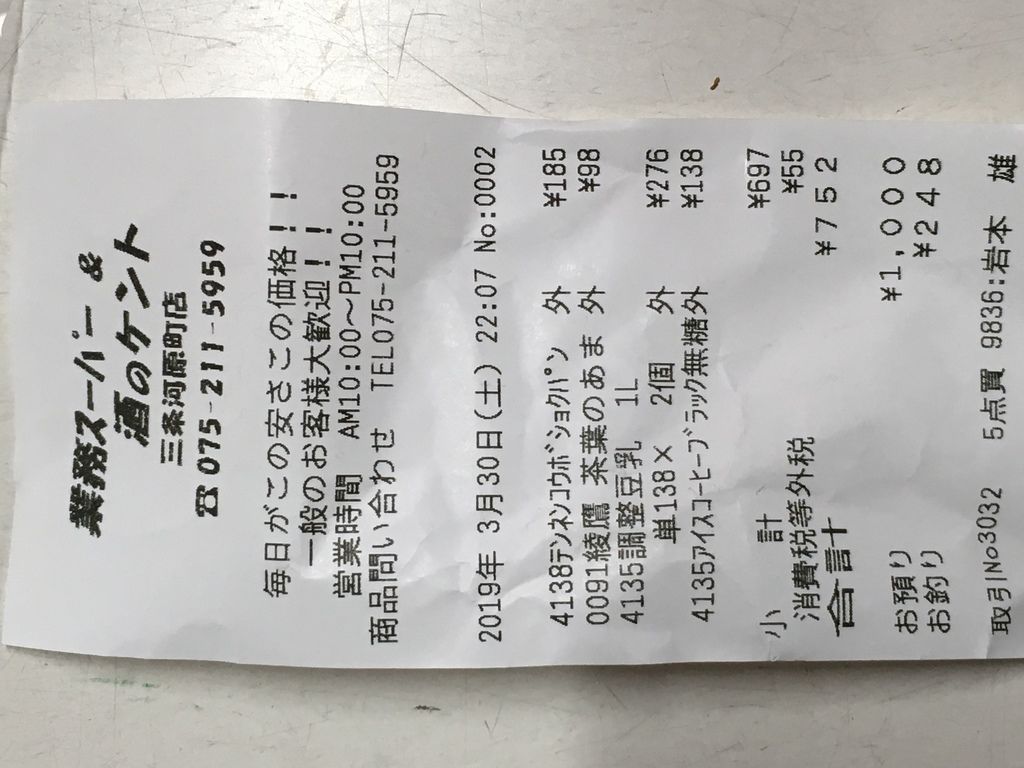 業務スーパー &
酒のケント
三条河原町店
☎075-211-5959
毎日がこの安さこの価格!!
一般のお客様大歓迎!!
営業時間 AM10:00～PM10:00
商品問い合わせ TEL075-211-5959
2019年 3月30日(土) 22:07 No:0002
4138テンネンコウボショクパン 外 ¥185
0091綾鷹 茶葉のあま 外 ¥98
4135調整豆乳 1L
単138× 2個 外 ¥276
4135アイスコーヒーブラック無糖外 ¥138
小 計 ¥697
消費税等外税 ¥55
合計 ¥752
お預り ¥1,000
お釣り ¥248
取引No3032 5点買 9836:岩本 雄